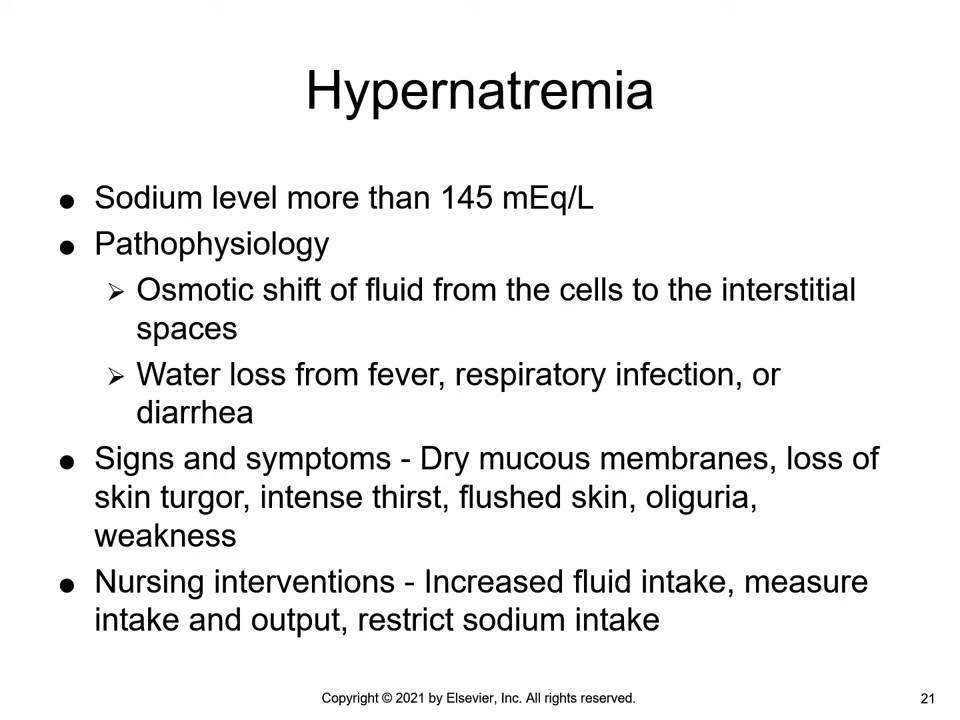 Hypernatremia
● Sodium level more than 145 mEq/L
● Pathophysiology
➢ Osmotic shift of fluid from the cells to the interstitial
spaces
➢ Water loss from fever, respiratory infection, or
diarrhea
● Signs and symptoms - Dry mucous membranes, loss of
skin turgor, intense thirst, flushed skin, oliguria,
weakness
● Nursing interventions - Increased fluid intake, measure
intake and output, restrict sodium intake
Copyright © 2021 by Elsevier, Inc. All rights reserved.
21